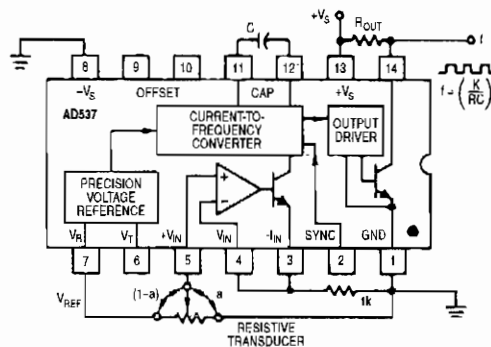 +Vs
ROUT
C
f
8
9
10
11
12
13
14
−Vs
OFFSET
CAP
+Vs
f = (K/RC)
AD537
CURRENT-TO-
FREQUENCY
CONVERTER
OUTPUT
DRIVER
PRECISION
VOLTAGE
REFERENCE
+
−
VR
VT
+VIN
VIN
-IIN
SYNC
GND
7
6
5
4
3
2
1
VREF
(1-a)
a
1k
RESISTIVE
TRANSDUCER